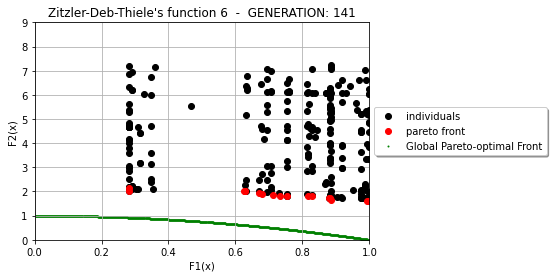 Zitzler-Deb-Thiele's function 6 - GENERATION: 141
9
8
7
6
5
4
3
2
1
0
F2(x)
0.0 0.2 0.4 0.6 0.8 1.0
F1(x)
individuals
pareto front
Global Pareto-optimal Front